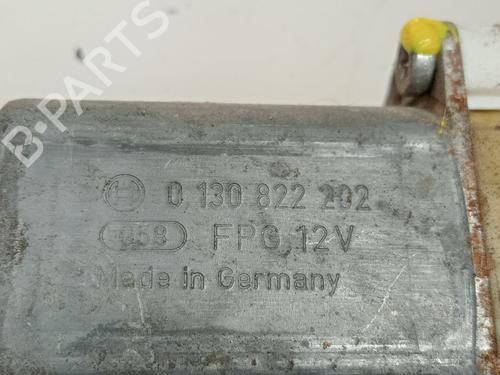 B-PARTS
0 130 822 202
058 FPG 12V
Made in Germany